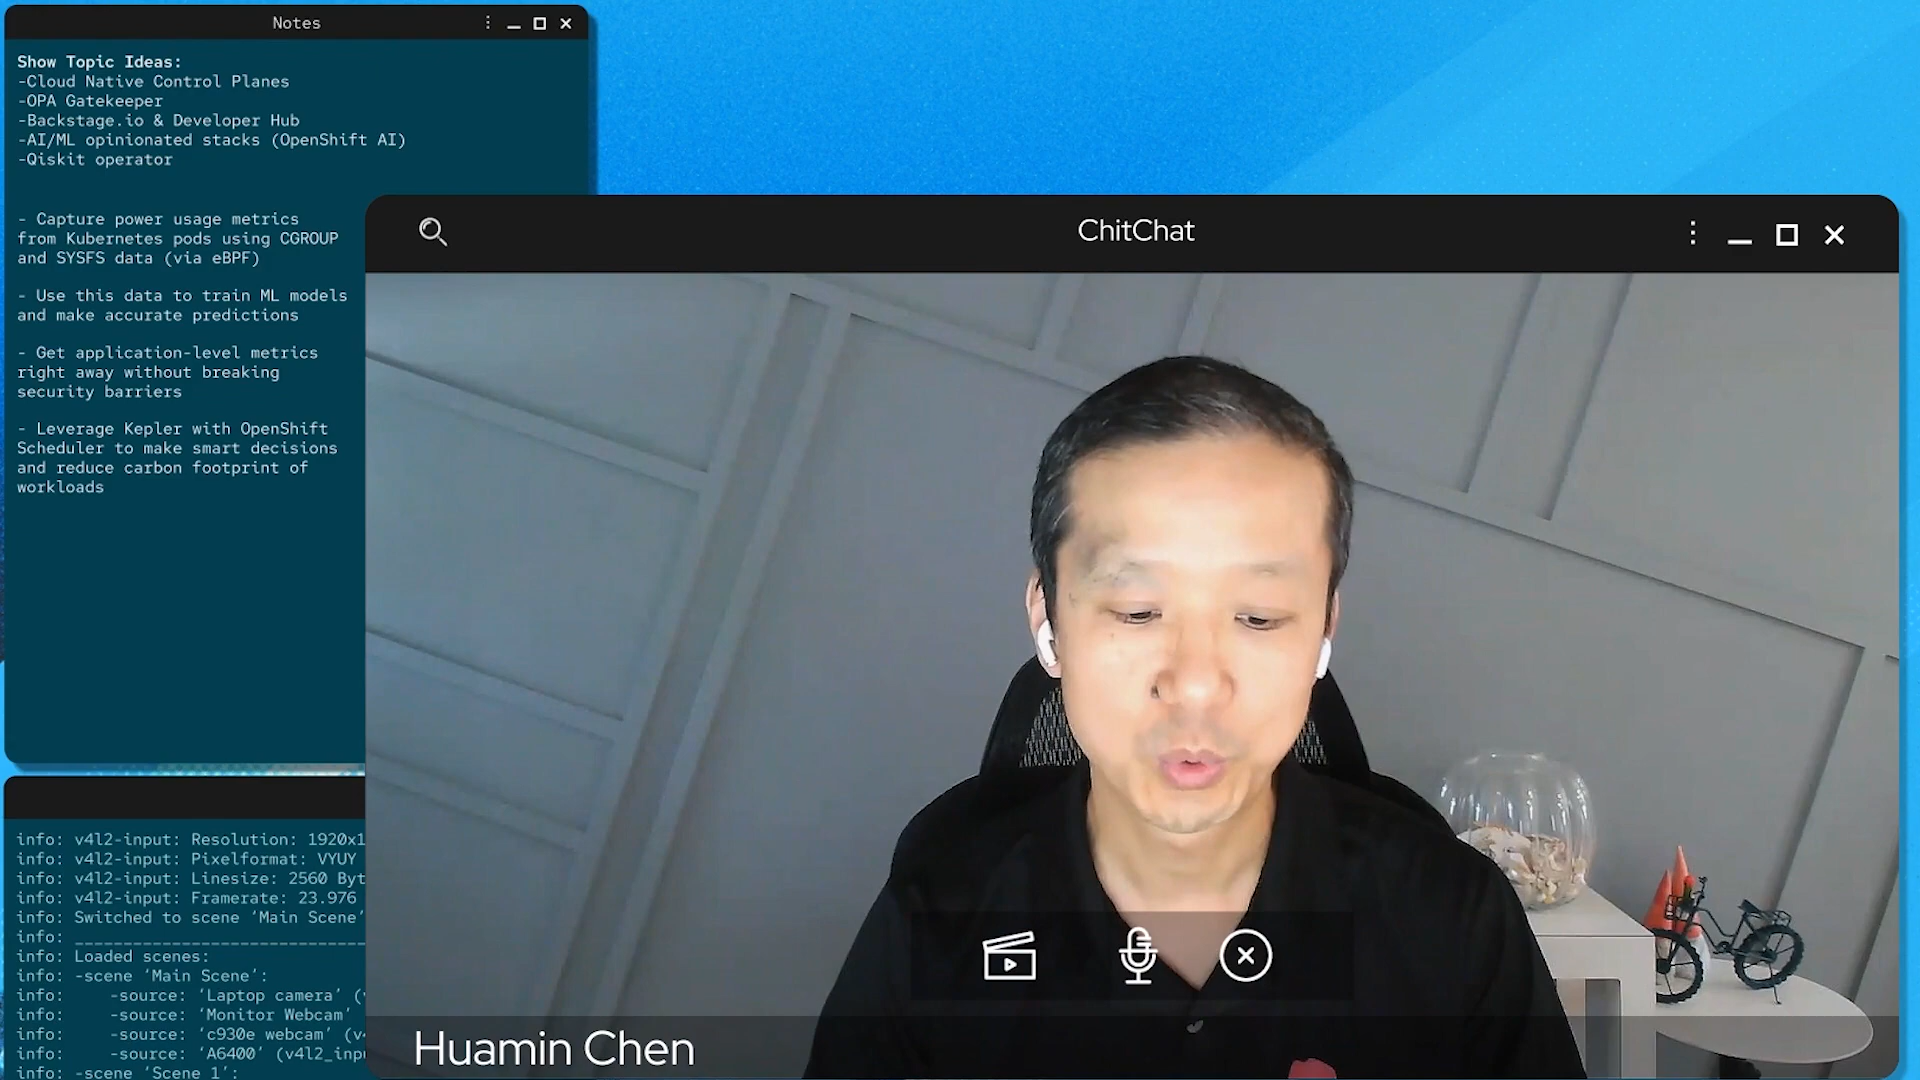 Notes
Show Topic Ideas:
-Cloud Native Control Planes
-OPA Gatekeeper
-Backstage.io & Developer Hub
-AI/ML opinionated stacks (OpenShift AI)
-Qiskit operator
- Capture power usage metrics
from Kubernetes pods using CGROUP
and SYSFS data (via eBPF)
- Use this data to train ML models
and make accurate predictions
- Get application-level metrics
right away without breaking
security barriers
- Leverage Kepler with OpenShift
Scheduler to make smart decisions
and reduce carbon footprint of
workloads
ChitChat
Huamin Chen
info: v4l2-input: Resolution: 1920x1
info: v4l2-input: Pixelformat: VYUY
info: v4l2-input: Linesize: 2560 Byt
info: v4l2-input: Framerate: 23.976
info: Switched to scene ‘Main Scene’
info: ______________________________
info: Loaded scenes:
info: -scene ‘Main Scene’:
info: -source: ‘Laptop camera’ (v
info: -source: ‘Monitor Webcam’
info: -source: ‘c930e webcam’ (v4
info: -source: ‘A6400’ (v4l2_inpu
info: -scene ‘Scene 1’: